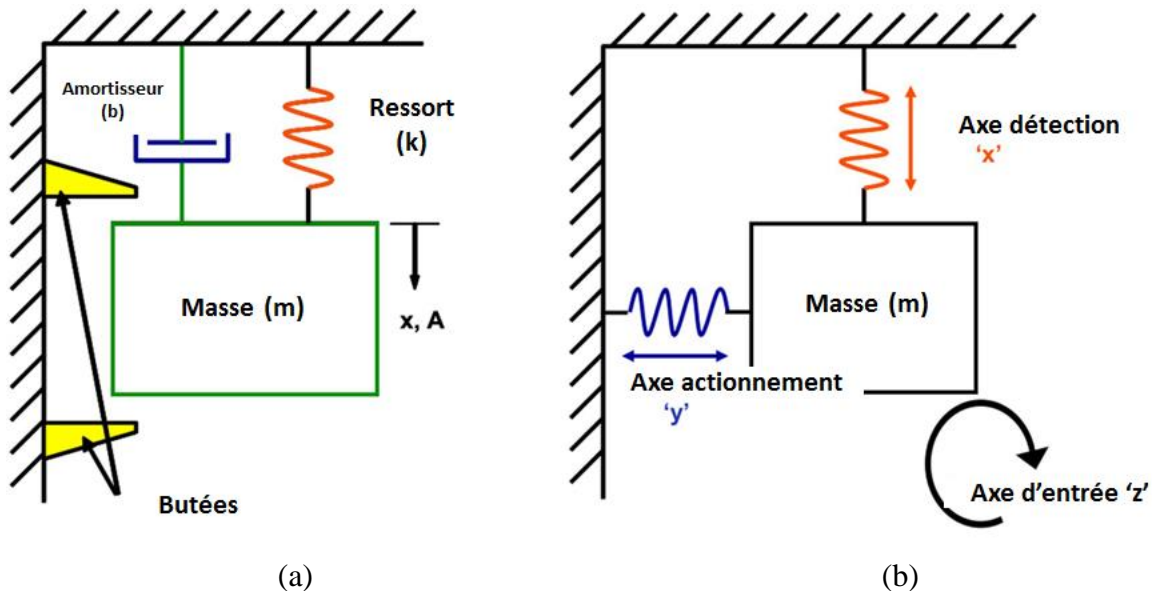 Amortisseur
(b)
Ressort
(k)
Masse (m)
x, A
Butées
(a)
Axe détection
‘x’
Masse (m)
Axe actionnement
‘y’
Axe d’entrée ‘z’
(b)